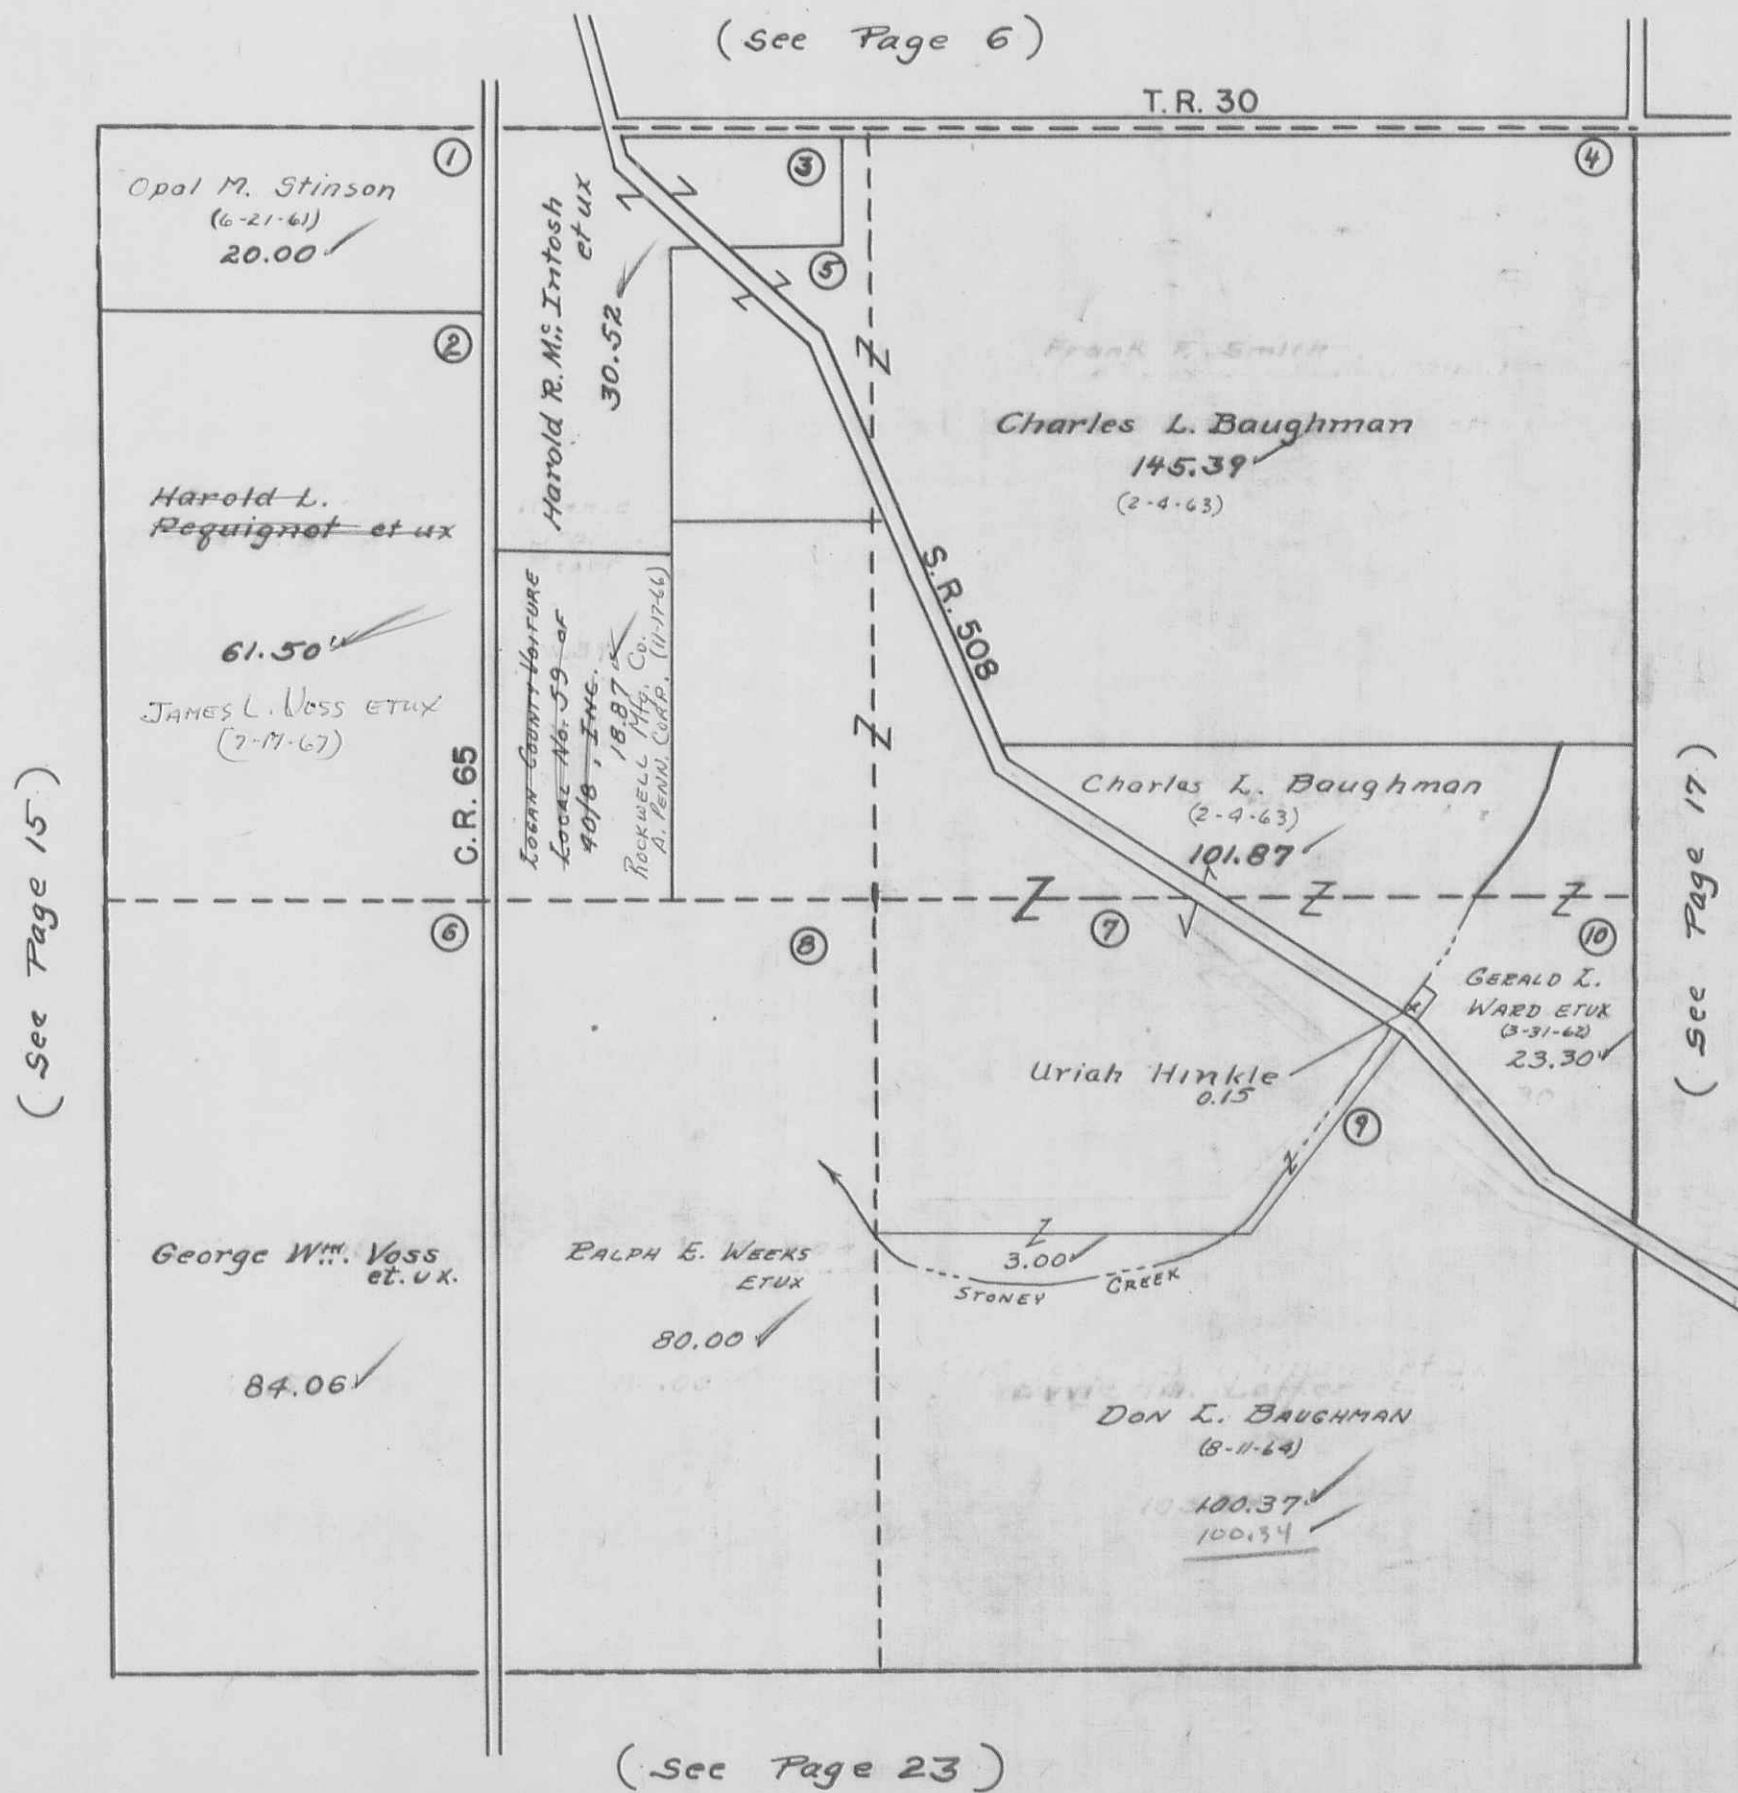 (see Page 6)
T.R. 30
1
Opal M. Stinson
(6-21-61)
20.00
2
Harold L.
Pequignot et ux
61.50
JAMES L. VOSS ETUX
(7-17-67)
C.R. 65
Harold R. Mc Intosh
et ux
30.52
LOGAN COUNTY VOITURE
LOCAL No. 59 OF
40/8, INC.
18.87
ROCKWELL Mfg. Co.
A. PENN. CORP. (11-17-66)
3
5
4
Frank E. Smith
Charles L. Baughman
145.39
(2-4-63)
S.R. 508
Charles L. Baughman
(2-4-63)
101.87
(See Page 15)
(See Page 17)
6
8
7
10
GERALD L.
WARD ETUX
(3-31-62)
23.30
Uriah Hinkle
0.15
9
George Wm. Voss
et. ux.
84.06
RALPH E. WEEKS
ETUX
80.00
3.00
STONEY CREEK
DON L. BAUGHMAN
(8-11-64)
100.37
100.34
(See Page 23)